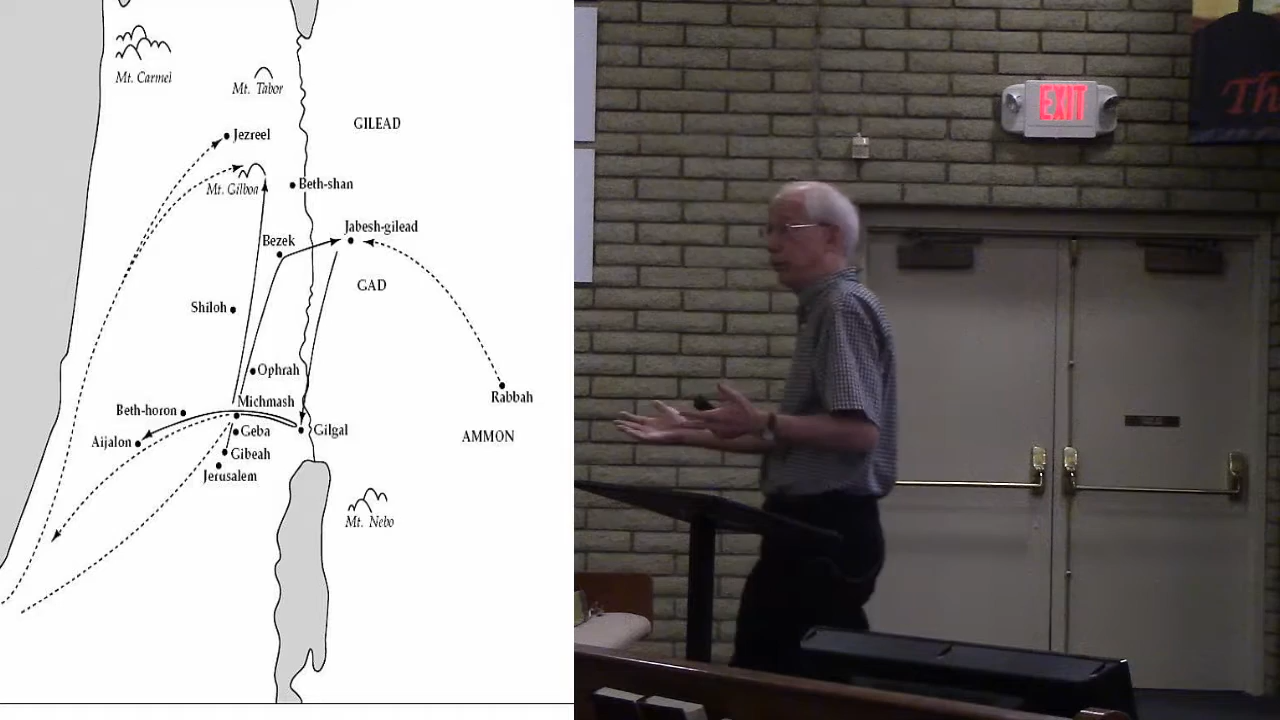 Mt. Carmel
Mt. Tabor
GILEAD
Jezreel
Mt. Gilboa
Beth-shan
Jabesh-gilead
Bezek
GAD
Shiloh
Ophrah
Rabbah
Michmash
Beth-horon
Geba
Gilgal
AMMON
Aijalon
Gibeah
Jerusalem
Mt. Nebo
EXIT
Th